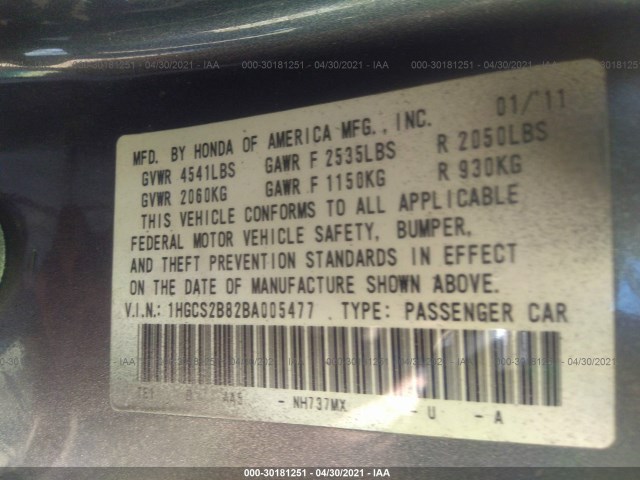 000-30181251 - 04/30/2021 - IAA
01/'11
MFD. BY HONDA OF AMERICA MFG., INC.
GVWR 4541LBS GAWR F 2535LBS R 2050LBS
GVWR 2060KG GAWR F 1150KG R 930KG
THIS VEHICLE CONFORMS TO ALL APPLICABLE
FEDERAL MOTOR VEHICLE SAFETY, BUMPER,
AND THEFT PREVENTION STANDARDS IN EFFECT
ON THE DATE OF MANUFACTURE SHOWN ABOVE.
V.I.N.: 1HGCS2B82BA005477 TYPE: PASSENGER CAR
AA5 - NH737MX - U - A
000-30181251 - 04/30/2021 - IAA